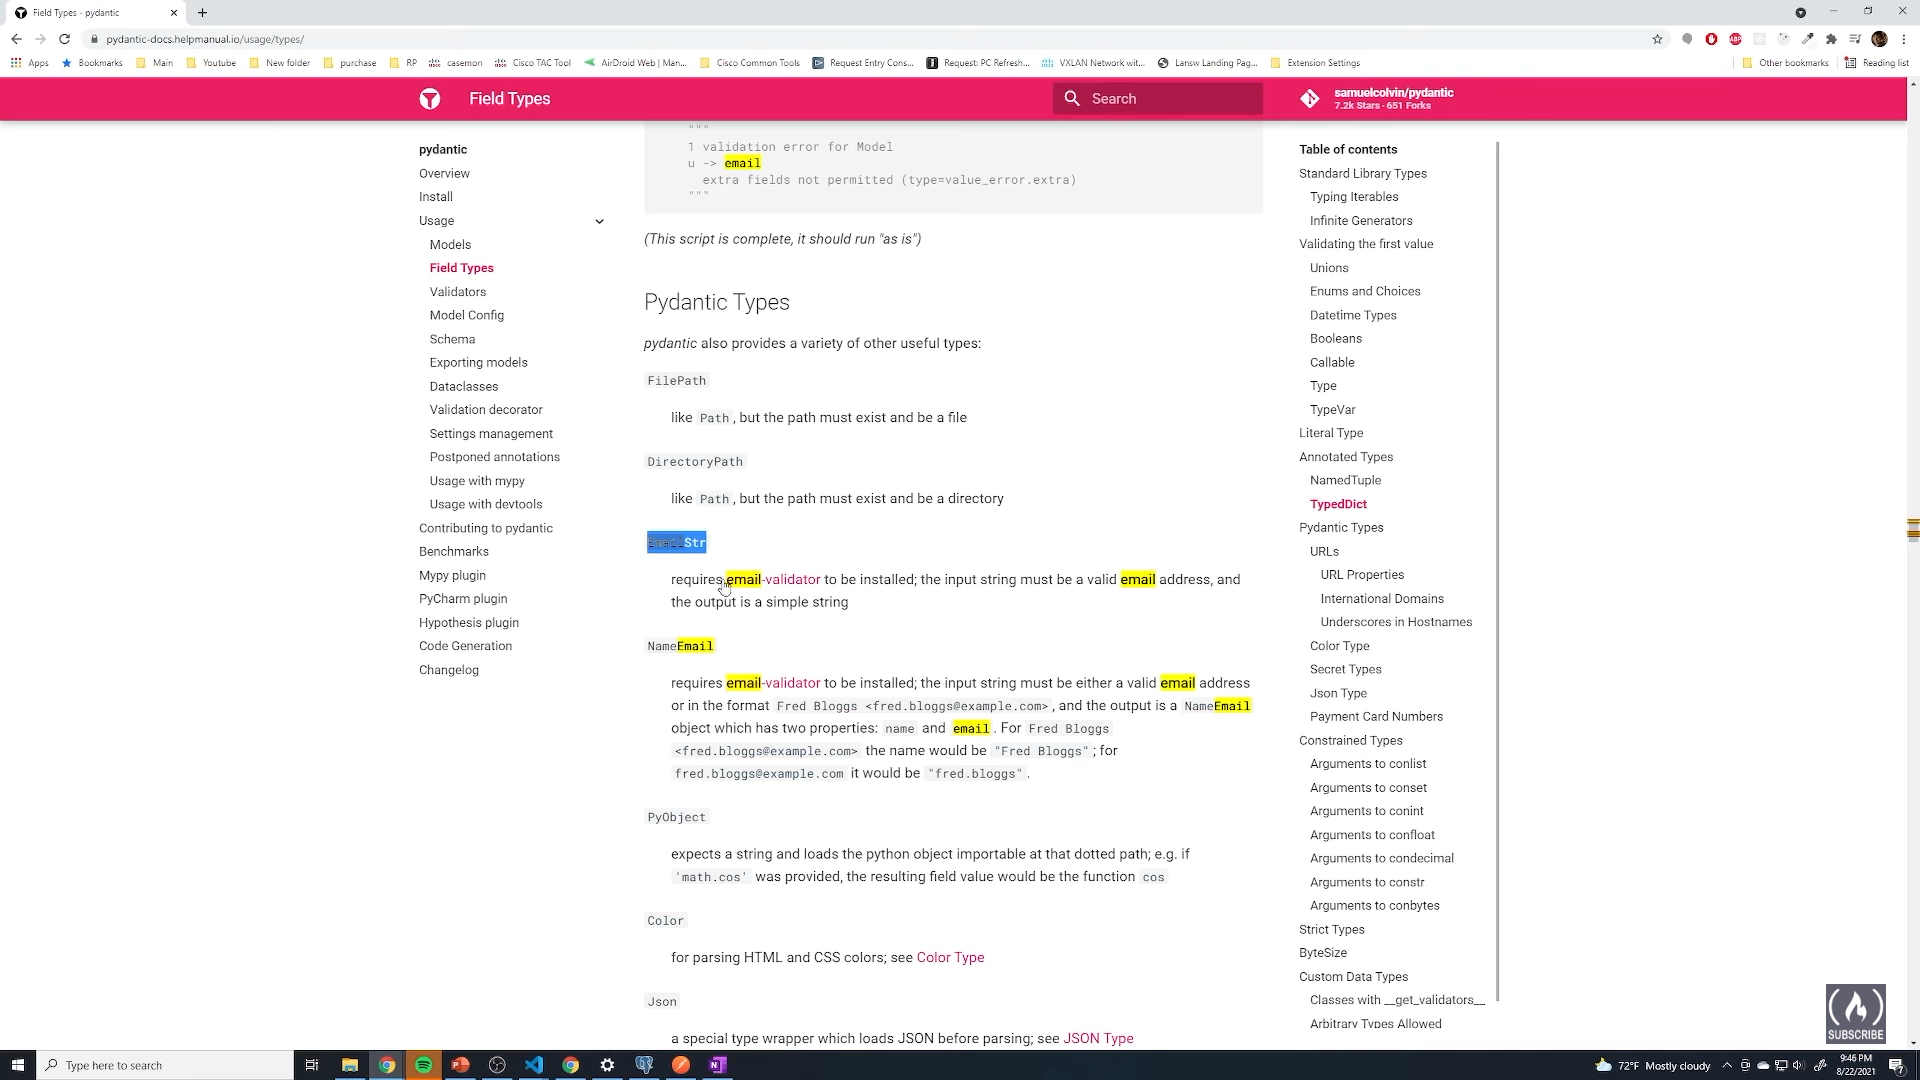 Field Types - pydantic
pydantic-docs.helpmanual.io/usage/types/
Apps
Bookmarks
Main
Youtube
New folder
purchase
RP
casemon
Cisco TAC Tool
AirDroid Web | Man...
Cisco Common Tools
Request Entry Cons...
Request: PC Refresh...
VXLAN Network wit...
Lansw Landing Pag...
Extension Settings
Other bookmarks
Reading list
Field Types
Search
samuelcolvin/pydantic
7.2k Stars · 651 Forks
pydantic
Overview
Install
Usage
Models
Field Types
Validators
Model Config
Schema
Exporting models
Dataclasses
Validation decorator
Settings management
Postponed annotations
Usage with mypy
Usage with devtools
Contributing to pydantic
Benchmarks
Mypy plugin
PyCharm plugin
Hypothesis plugin
Code Generation
Changelog
"""
1 validation error for Model
u -> email
extra fields not permitted (type=value_error.extra)
"""
(This script is complete, it should run "as is")
Pydantic Types
pydantic also provides a variety of other useful types:
FilePath
like Path, but the path must exist and be a file
DirectoryPath
like Path, but the path must exist and be a directory
EmailStr
requires email-validator to be installed; the input string must be a valid email address, and
the output is a simple string
NameEmail
requires email-validator to be installed; the input string must be either a valid email address
or in the format Fred Bloggs <fred.bloggs@example.com>, and the output is a NameEmail
object which has two properties: name and email. For Fred Bloggs
<fred.bloggs@example.com> the name would be "Fred Bloggs"; for
fred.bloggs@example.com it would be "fred.bloggs".
PyObject
expects a string and loads the python object importable at that dotted path; e.g. if
'math.cos' was provided, the resulting field value would be the function cos
Color
for parsing HTML and CSS colors; see Color Type
Json
a special type wrapper which loads JSON before parsing; see JSON Type
Table of contents
Standard Library Types
Typing Iterables
Infinite Generators
Validating the first value
Unions
Enums and Choices
Datetime Types
Booleans
Callable
Type
TypeVar
Literal Type
Annotated Types
NamedTuple
TypedDict
Pydantic Types
URLs
URL Properties
International Domains
Underscores in Hostnames
Color Type
Secret Types
Json Type
Payment Card Numbers
Constrained Types
Arguments to conlist
Arguments to conset
Arguments to conint
Arguments to confloat
Arguments to condecimal
Arguments to constr
Arguments to conbytes
Strict Types
ByteSize
Custom Data Types
Classes with __get_validators__
Arbitrary Types Allowed
SUBSCRIBE
Type here to search
72°F Mostly cloudy
9:46 PM
8/22/2021